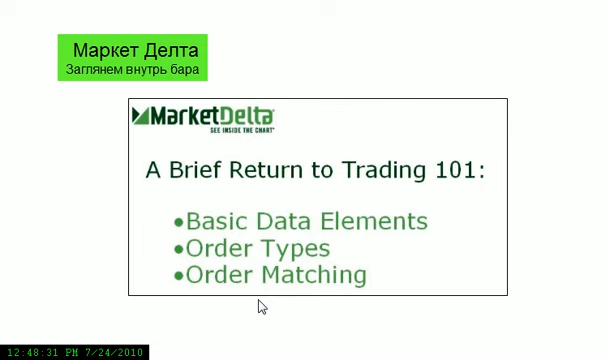 Маркет Делта
Заглянем внутрь бара
MarketDelta®
SEE INSIDE THE CHART®
A Brief Return to Trading 101:
•Basic Data Elements
•Order Types
•Order Matching
12:48:31 PM 7/24/2010